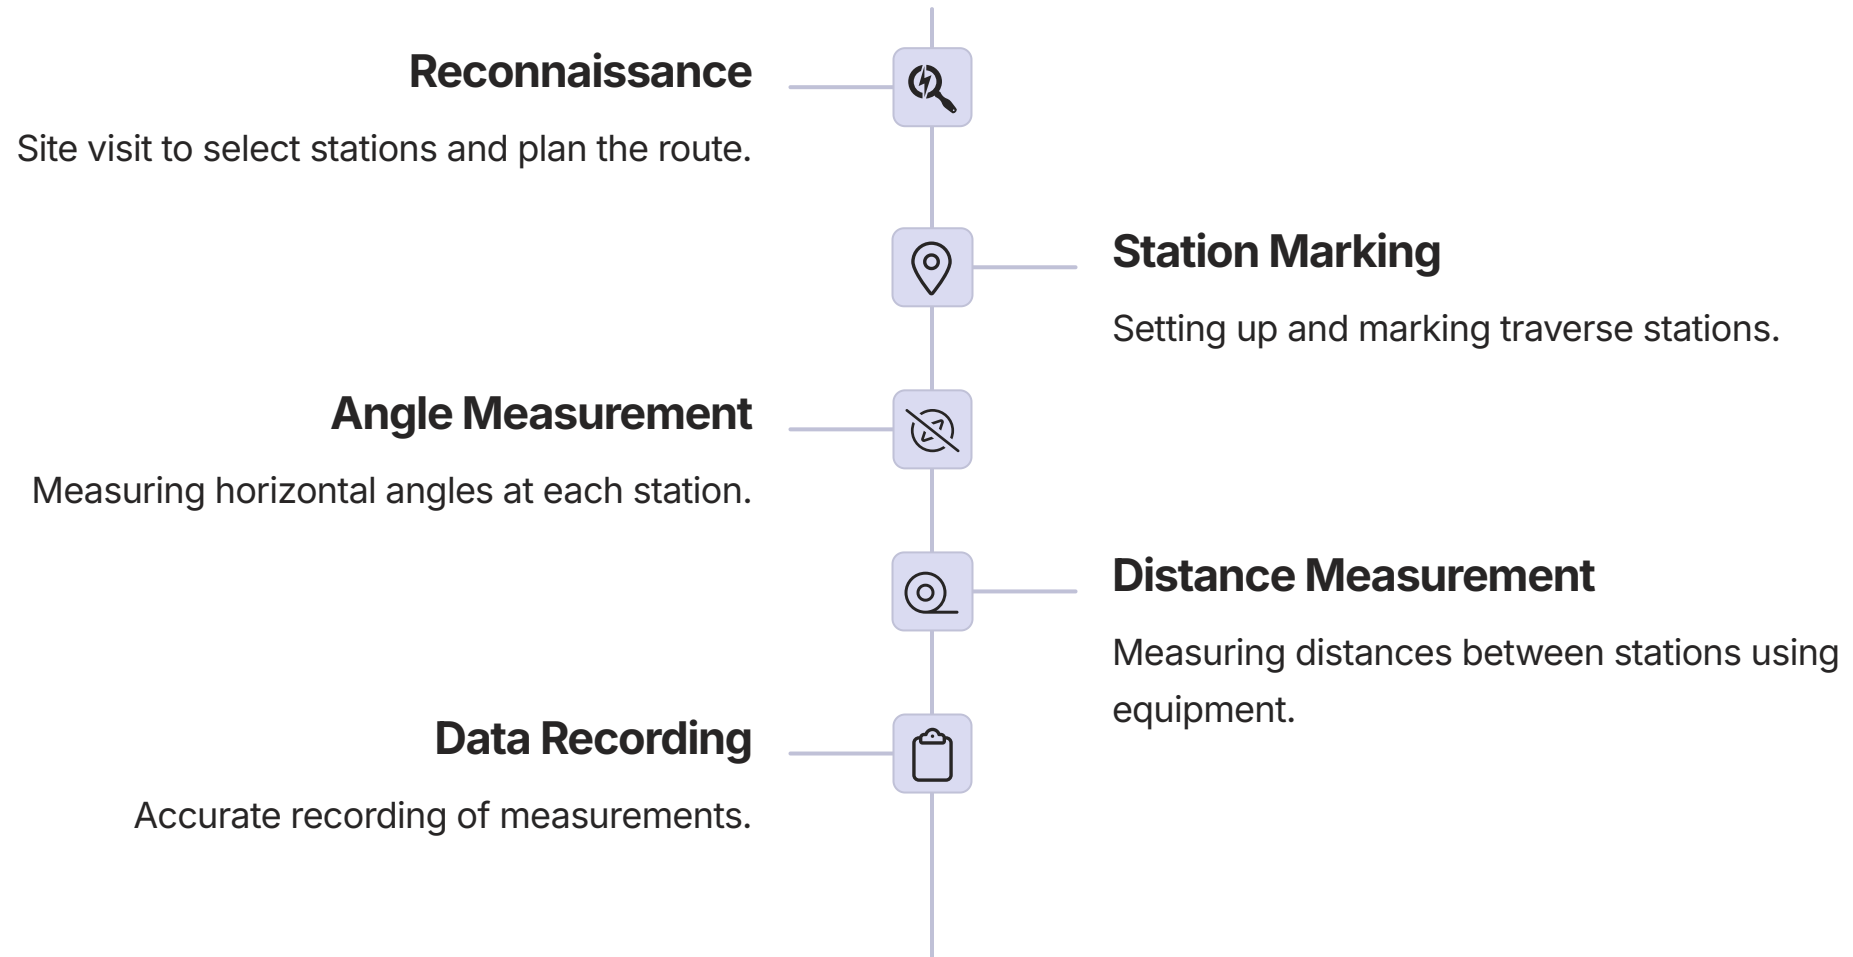 Reconnaissance
Site visit to select stations and plan the route.
Station Marking
Setting up and marking traverse stations.
Angle Measurement
Measuring horizontal angles at each station.
Distance Measurement
Measuring distances between stations using
equipment.
Data Recording
Accurate recording of measurements.